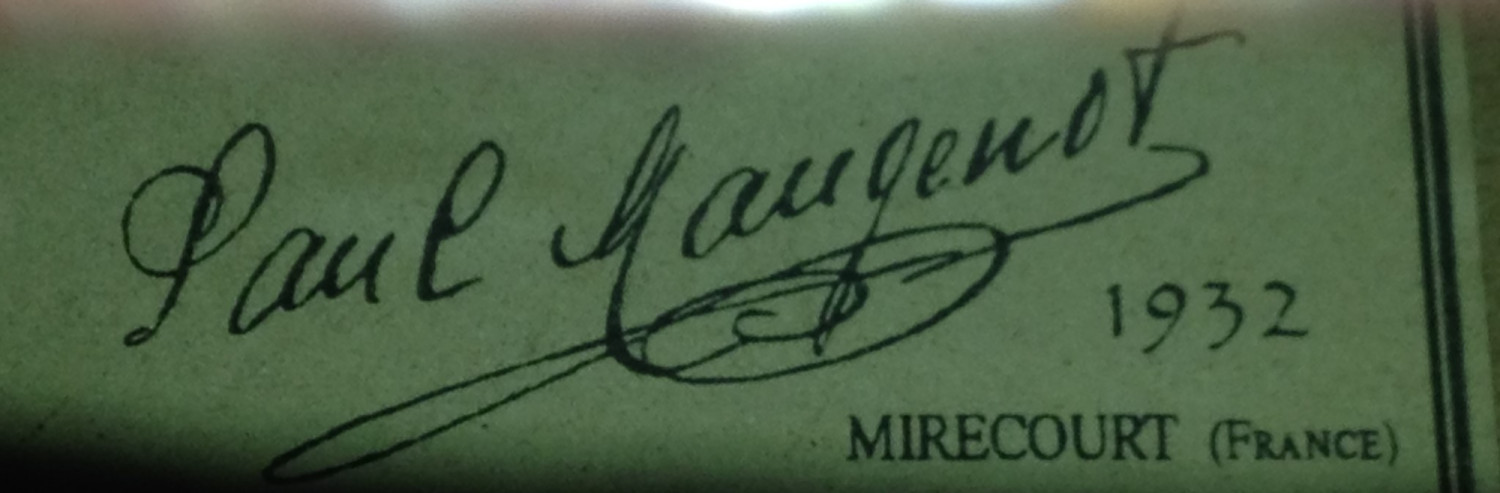 Paul Mangenot
1932
MIRECOURT (FRANCE)